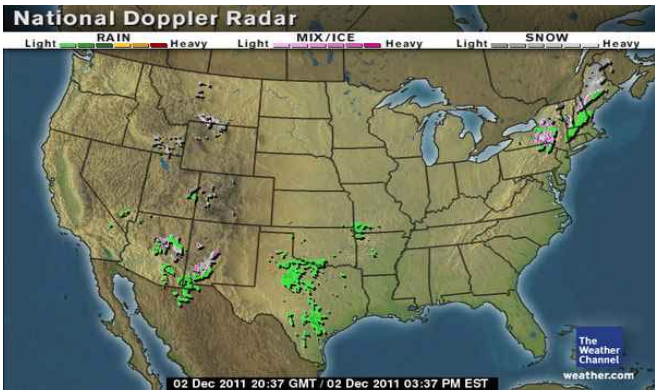 National Doppler Radar
RAIN
MIX/ICE
SNOW
Light Heavy
Light Heavy
Light Heavy
The
Weather
Channel
weather.com
02 Dec 2011 20:37 GMT / 02 Dec 2011 03:37 PM EST